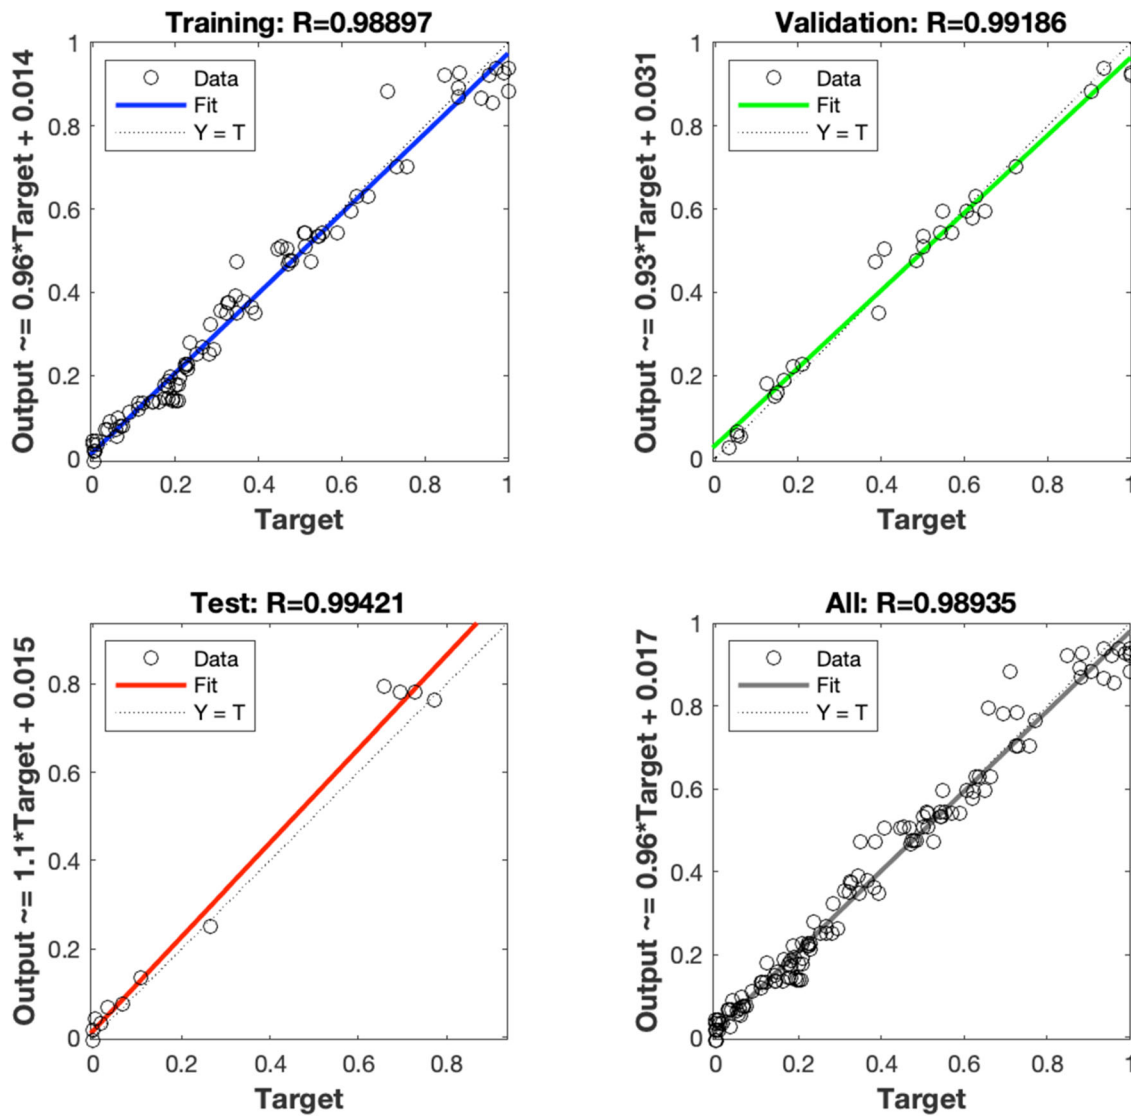 Training: R=0.98897
Output ~= 0.96*Target + 0.014
1
0.8
0.6
0.4
0.2
0
Data
Fit
Y = T
0 0.2 0.4 0.6 0.8 1
Target
Validation: R=0.99186
Output ~= 0.93*Target + 0.031
1
0.8
0.6
0.4
0.2
0
Data
Fit
Y = T
0 0.2 0.4 0.6 0.8 1
Target
Test: R=0.99421
Output ~= 1.1*Target + 0.015
0.8
0.6
0.4
0.2
0
Data
Fit
Y = T
0 0.2 0.4 0.6 0.8
Target
All: R=0.98935
Output ~= 0.96*Target + 0.017
1
0.8
0.6
0.4
0.2
0
Data
Fit
Y = T
0 0.2 0.4 0.6 0.8 1
Target